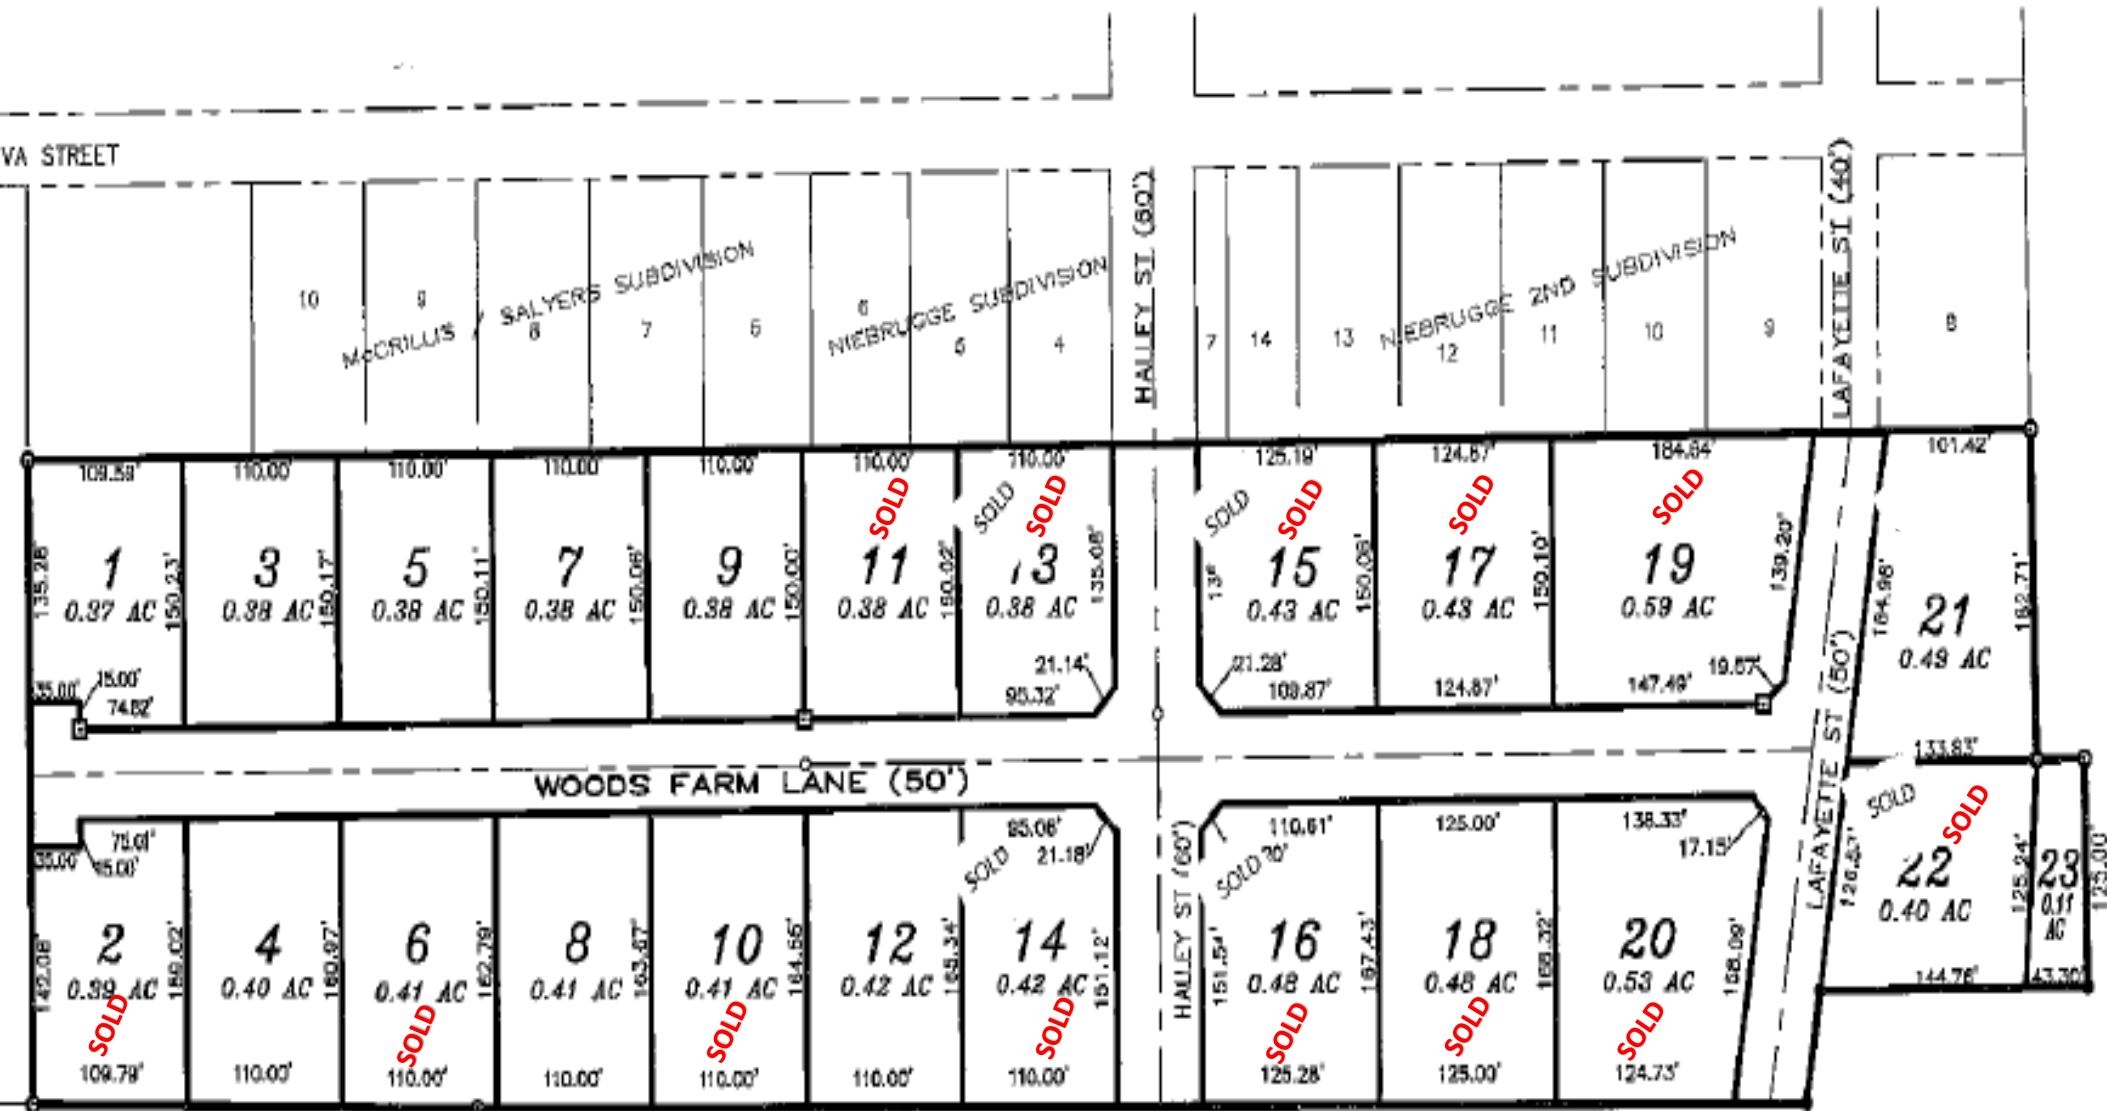 VA STREET
HALLEY ST (60')
LAFAYETTE ST (40')
McCRILLIS / SALYERS SUBDIVISION
NIEBRUGGE SUBDIVISION
NIEBRUGGE 2ND SUBDIVISION
10
9
8
7
6
6
5
4
7
14
13
12
11
10
9
8
109.59'
110.00'
110.00'
110.00'
110.00'
110.00'
110.00'
125.19'
124.87'
184.84'
101.42'
SOLD
SOLD
SOLD
SOLD
SOLD
SOLD
SOLD
135.28'
1
0.37 AC
150.23'
3
0.38 AC
150.17'
5
0.38 AC
150.11'
7
0.38 AC
150.06'
9
0.38 AC
150.00'
11
0.38 AC
150.02'
13
0.38 AC
135.08'
15
0.43 AC
150.06'
17
0.43 AC
150.10'
19
0.59 AC
139.20'
184.96'
21
0.49 AC
182.71'
35.00'
15.00'
74.82'
21.14'
95.32'
21.28'
109.87'
124.87'
147.49'
19.57'
LAFAYETTE ST (50')
133.83'
WOODS FARM LANE (50')
75.01'
35.00'
15.00'
95.06'
21.18'
HALLEY ST (60')
110.61'
125.00'
138.33'
17.15'
SOLD
SOLD
SOLD
SOLD
142.08'
2
0.39 AC
159.02'
4
0.40 AC
160.97'
6
0.41 AC
162.79'
8
0.41 AC
163.67'
10
0.41 AC
164.56'
12
0.42 AC
165.34'
14
0.42 AC
151.12'
151.54'
16
0.48 AC
167.43'
18
0.48 AC
168.32'
20
0.53 AC
158.09'
126.57'
22
0.40 AC
125.24'
23
0.11
AC
125.00'
144.76'
43.30'
SOLD
SOLD
SOLD
SOLD
SOLD
SOLD
SOLD
109.79'
110.00'
110.00'
110.00'
110.00'
110.00'
110.00'
125.28'
125.00'
124.73'